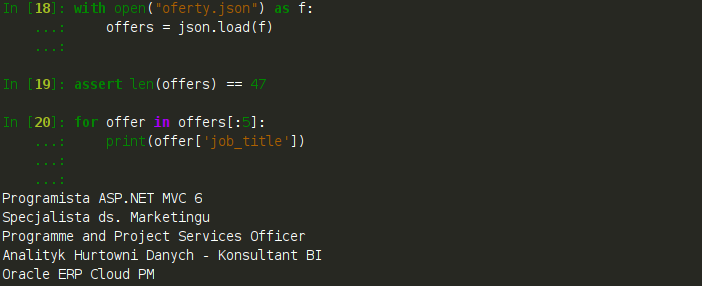 In [18]: with open("oferty.json") as f:
   ...:     offers = json.load(f)
   ...:
In [19]: assert len(offers) == 47
In [20]: for offer in offers[:5]:
   ...:     print(offer['job_title'])
   ...:
   ...:
Programista ASP.NET MVC 6
Specjalista ds. Marketingu
Programme and Project Services Officer
Analityk Hurtowni Danych - Konsultant BI
Oracle ERP Cloud PM